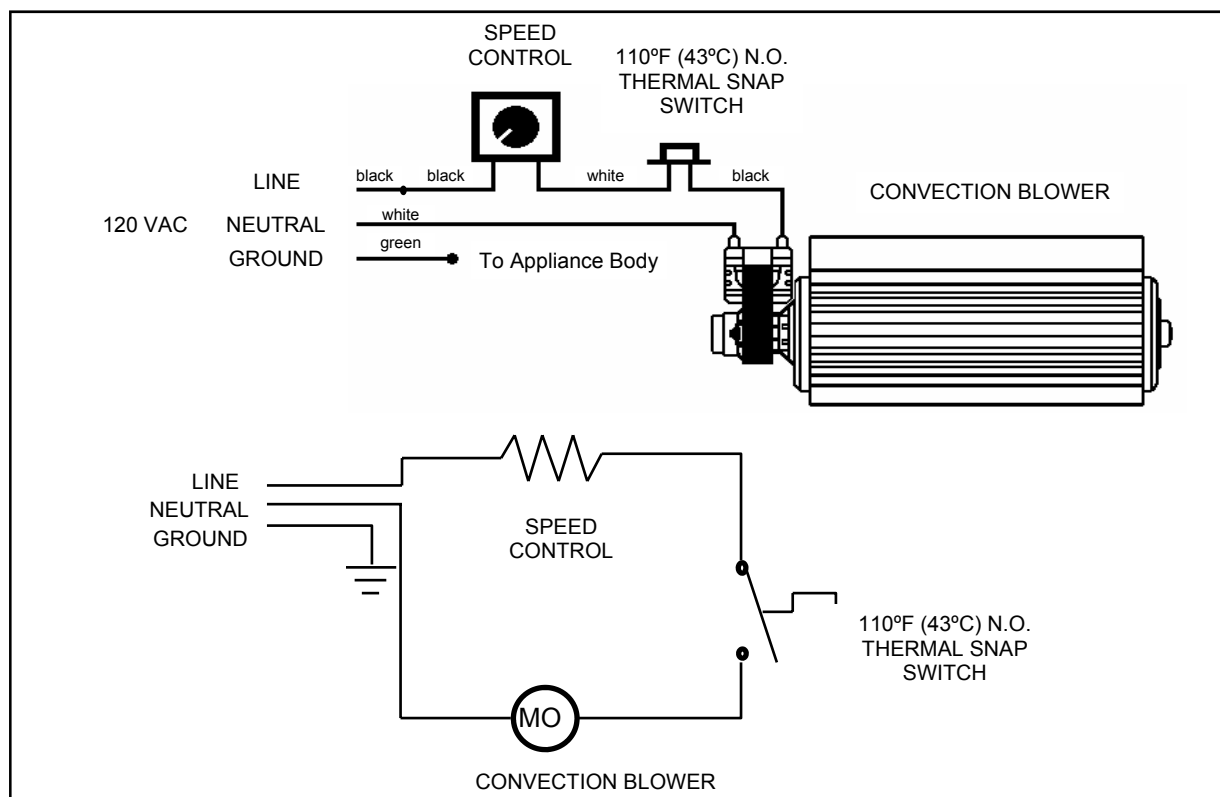 SPEED
CONTROL
110ºF (43ºC) N.O.
THERMAL SNAP
SWITCH
LINE
black
black
white
black
CONVECTION BLOWER
120 VAC
NEUTRAL
white
GROUND
green
To Appliance Body
LINE
NEUTRAL
GROUND
SPEED
CONTROL
110ºF (43ºC) N.O.
THERMAL SNAP
SWITCH
MO
CONVECTION BLOWER